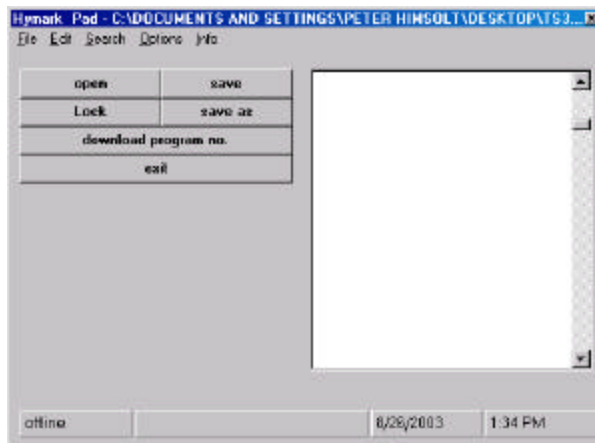 Hymark Pad - C:\DOCUMENTS AND SETTINGS\PETER HIMSOLT\DESKTOP\TS3...
File Edit Search Options Info
open save
Lock save as
download program no.
exit
offline 8/26/2003 1:34 PM